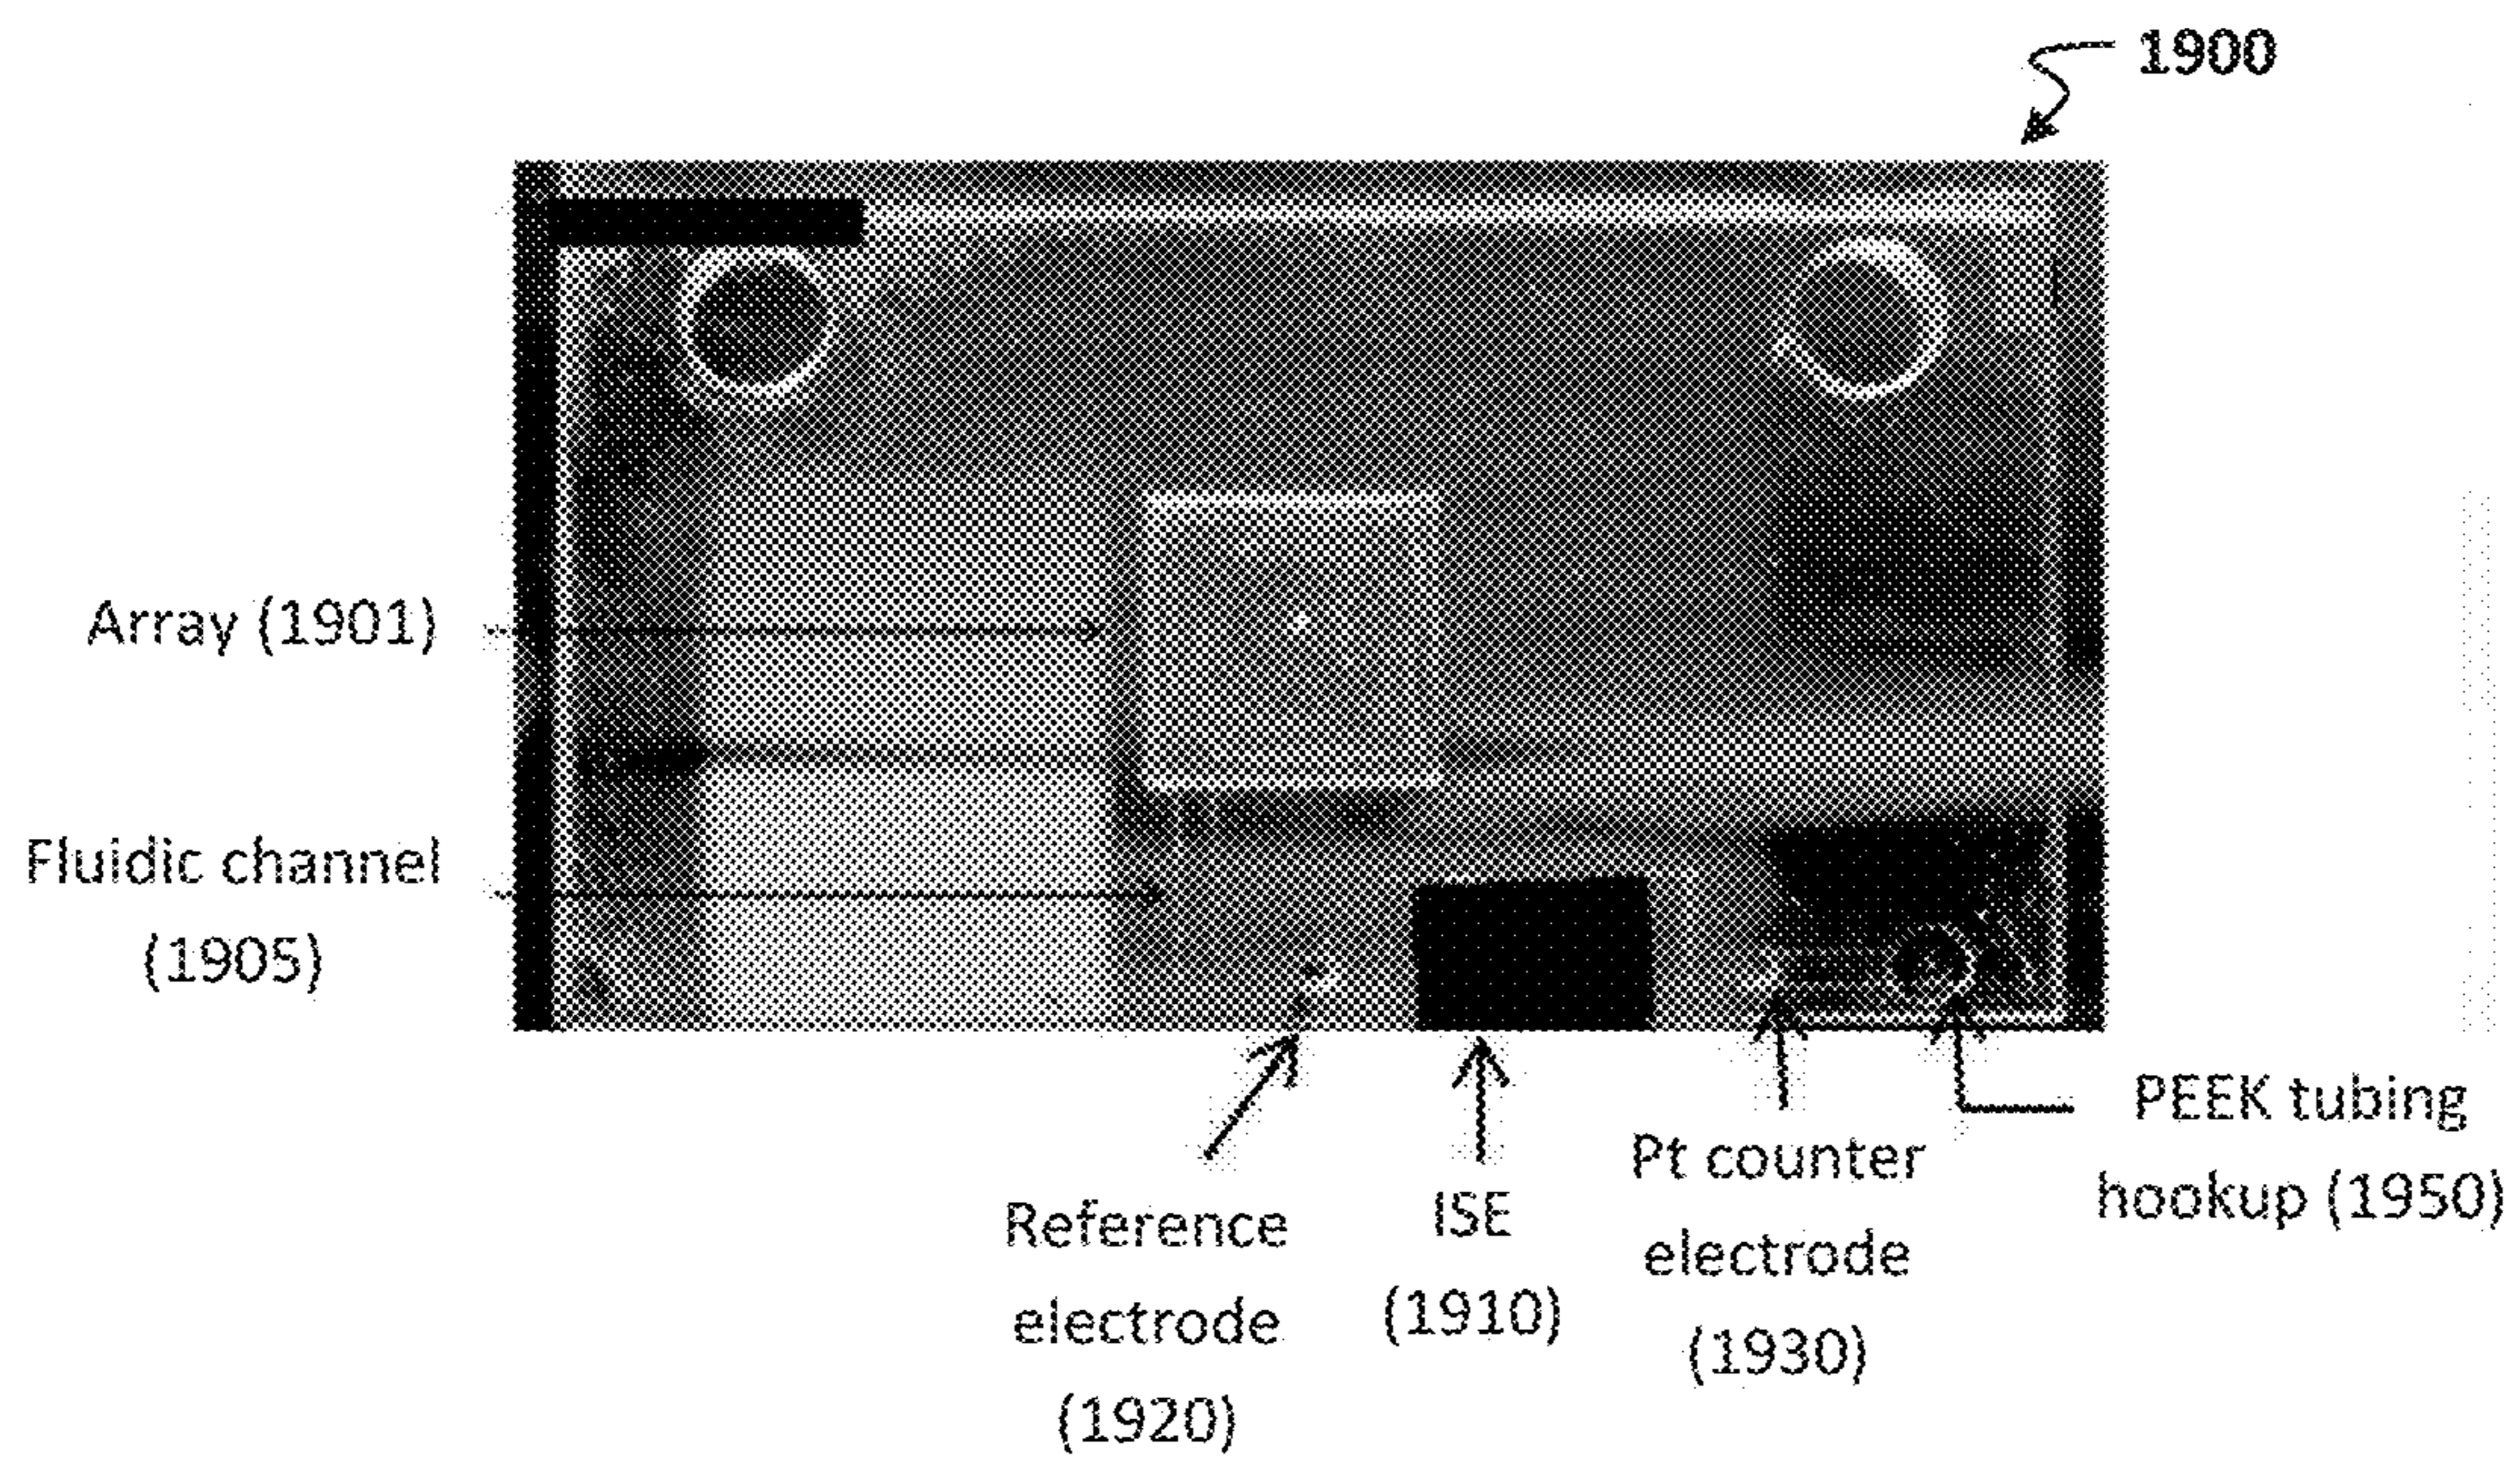 1900
Array (1901)
Fluidic channel
(1905)
Reference
electrode
(1920)
ISE
(1910)
Pt counter
electrode
(1930)
PEEK tubing
hookup (1950)